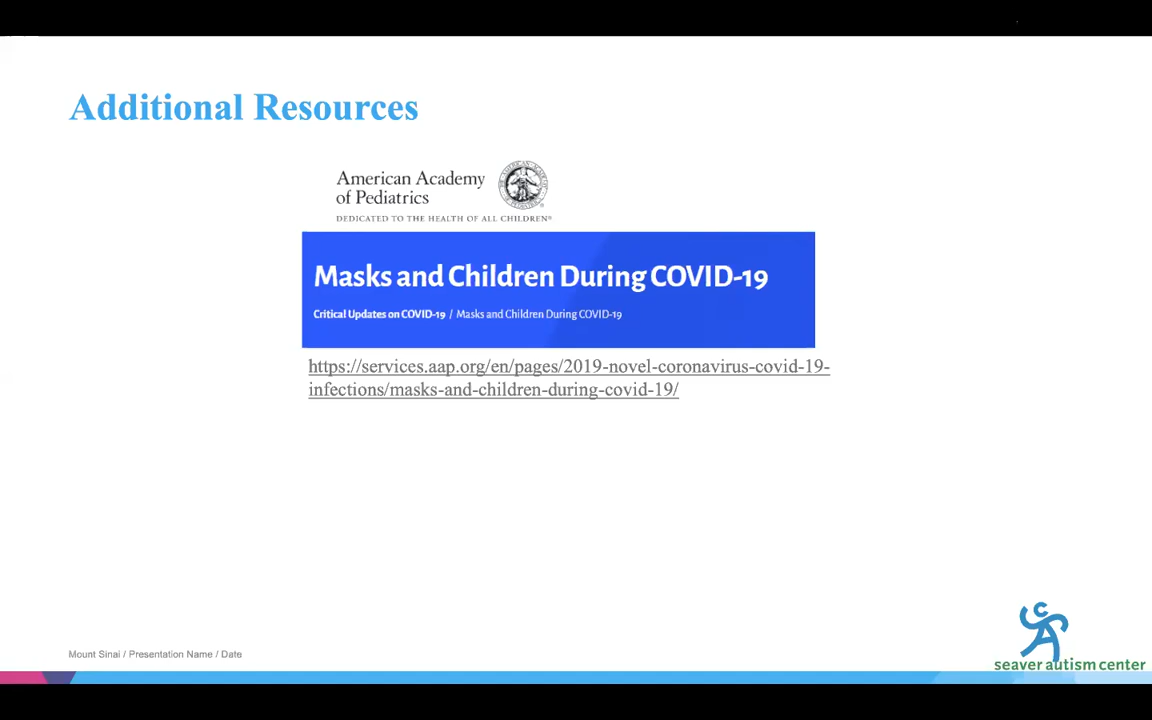 Additional Resources
American Academy
of Pediatrics
DEDICATED TO THE HEALTH OF ALL CHILDREN®
Masks and Children During COVID-19
Critical Updates on COVID-19 / Masks and Children During COVID-19
https://services.aap.org/en/pages/2019-novel-coronavirus-covid-19-
infections/masks-and-children-during-covid-19/
Mount Sinai / Presentation Name / Date
seaver autism center